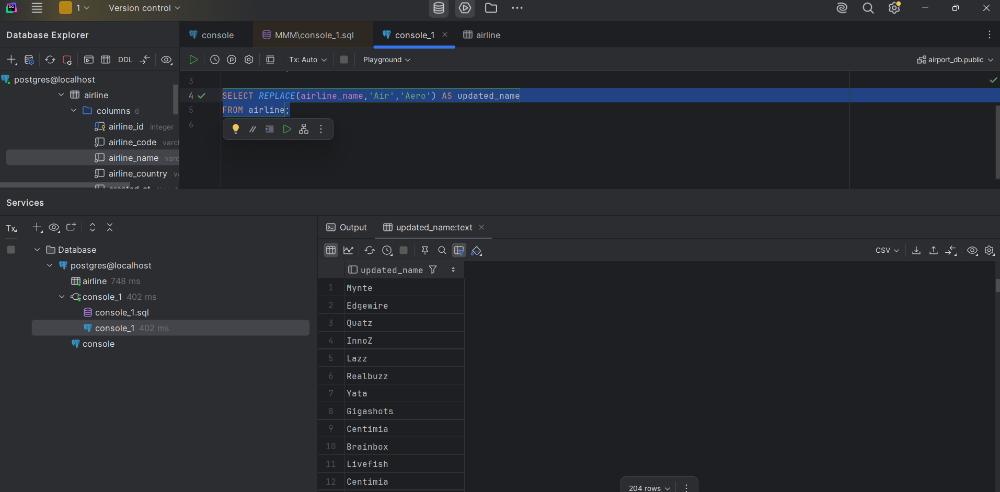 1
Version control
Database Explorer
console
MMM\console_1.sql
console_1
airline
DDL
Tx: Auto
Playground
airport_db.public
postgres@localhost
airline
columns 6
airline_id integer
airline_code varch
airline_name varc
airline_country va
3
4 SELECT REPLACE(airline_name,'Air','Aero') AS updated_name
5 FROM airline;
6
Services
Tx
Database
postgres@localhost
airline 748 ms
console_1 402 ms
console_1.sql
console_1 402 ms
console
Output
updated_name:text
CSV
updated_name
1 Mynte
2 Edgewire
3 Quatz
4 InnoZ
5 Lazz
6 Realbuzz
7 Yata
8 Gigashots
9 Centimia
10 Brainbox
11 Livefish
12 Centimia
204 rows